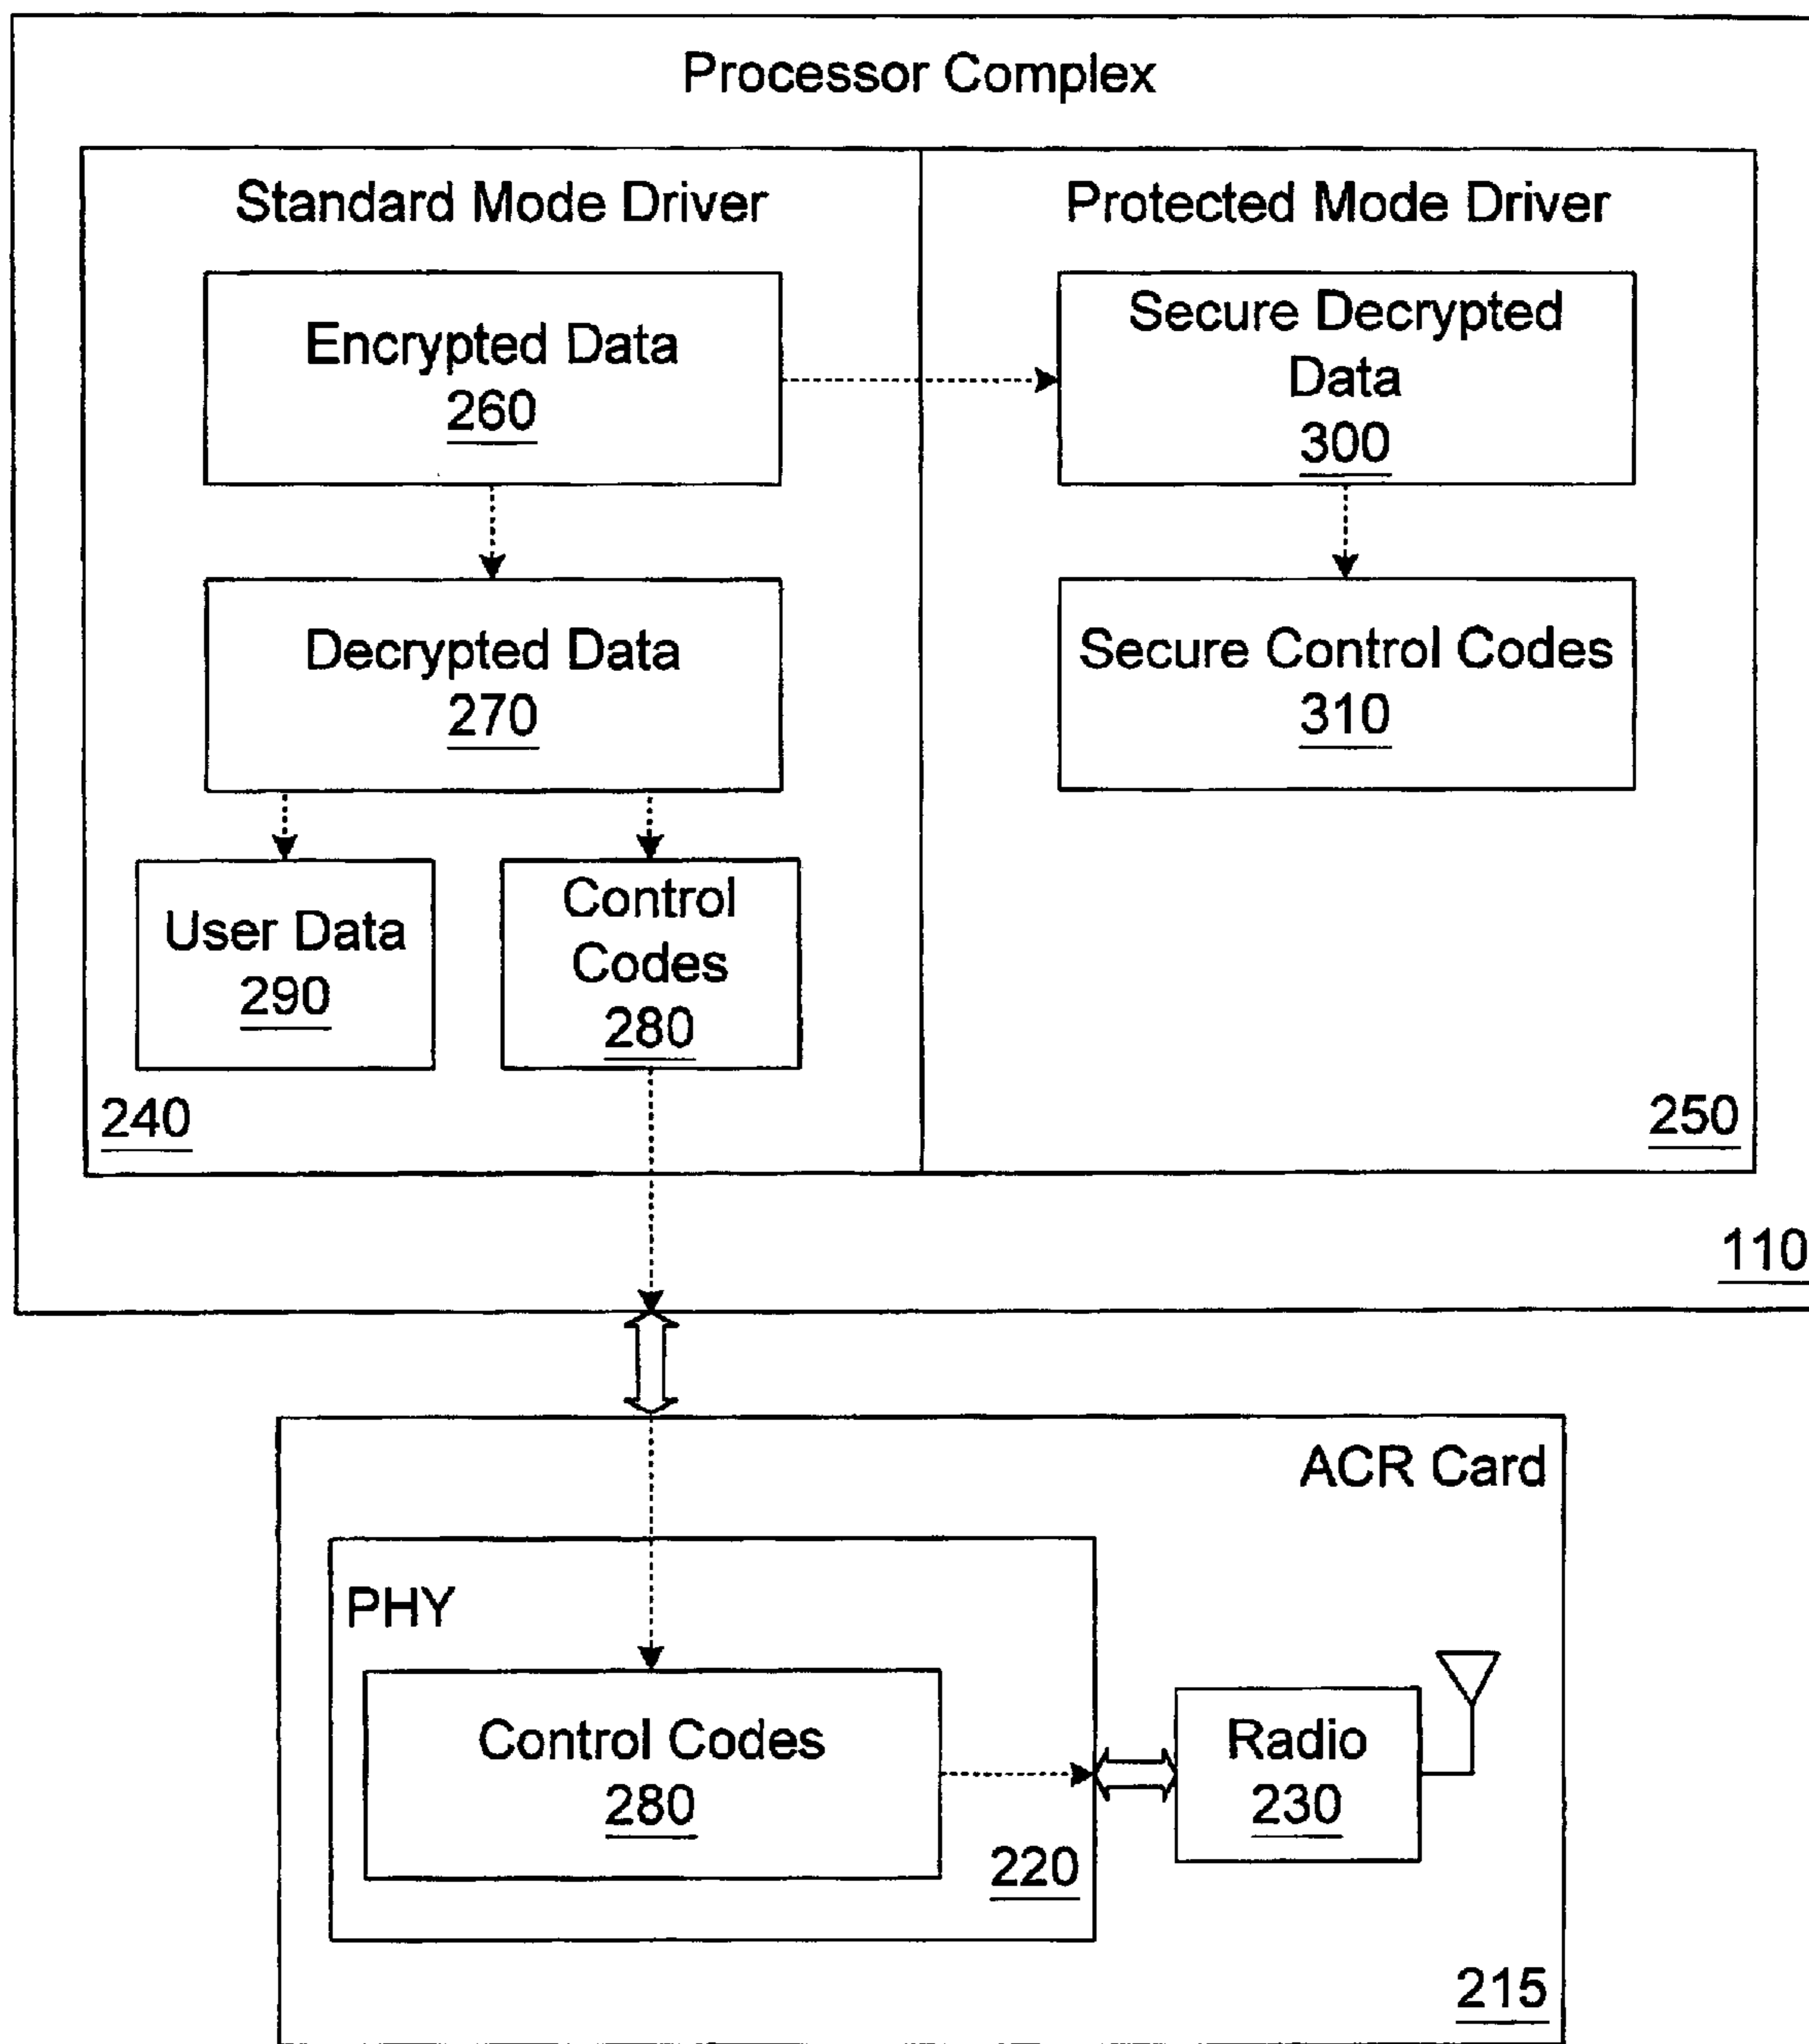 Processor Complex
Standard Mode Driver
Protected Mode Driver
Encrypted Data
260
Secure Decrypted
Data
300
Decrypted Data
270
Secure Control Codes
310
User Data
290
Control
Codes
280
240
250
110
ACR Card
PHY
Control Codes
280
Radio
230
220
215